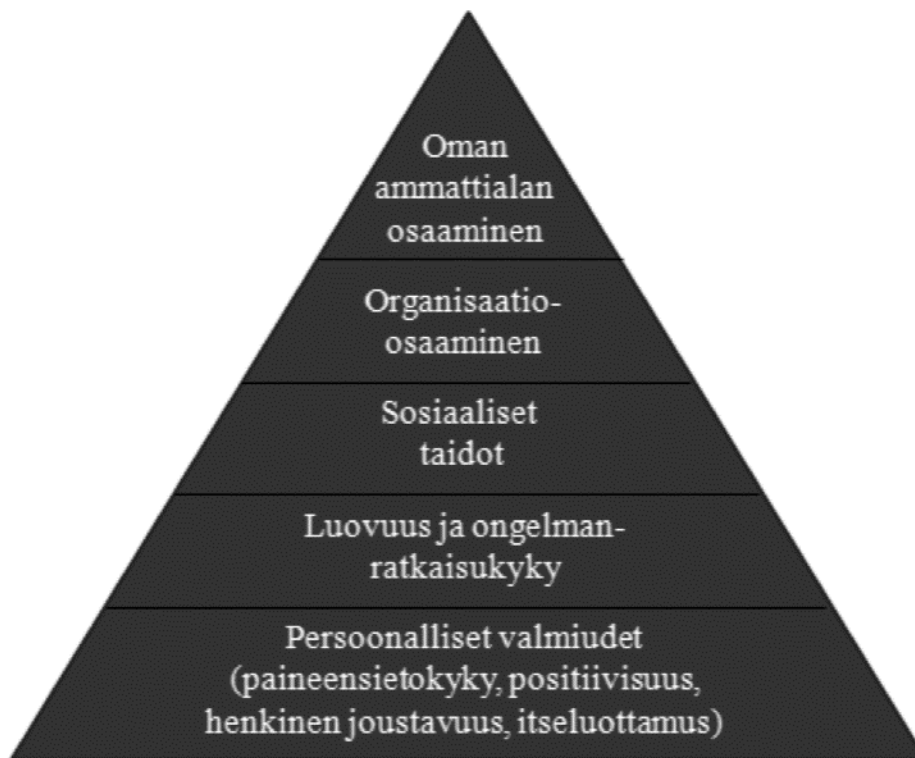 Oman
ammattialan
osaaminen
Organisaatio-
osaaminen
Sosiaaliset
taidot
Luovuus ja ongelman-
ratkaisukyky
Persoonalliset valmiudet
(paineensietokyky, positiivisuus,
henkinen joustavuus, itseluottamus)